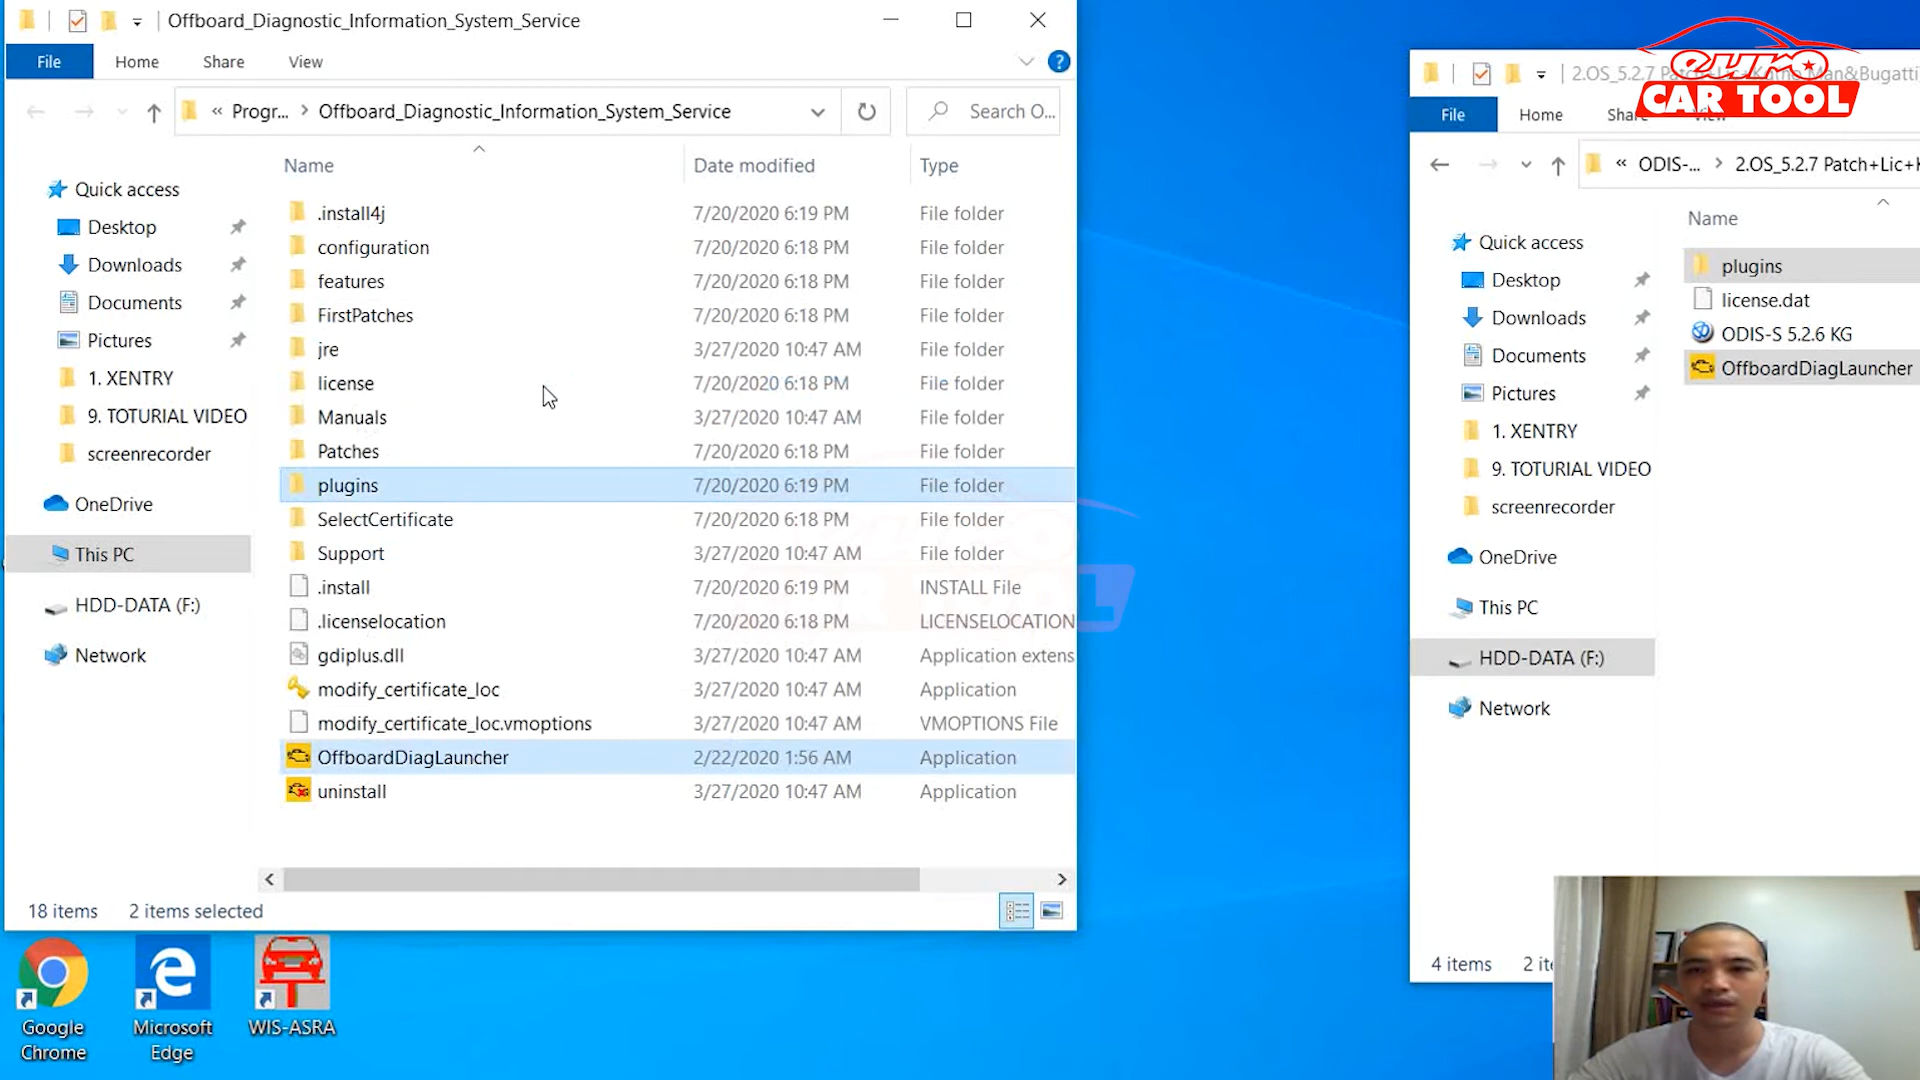 Offboard_Diagnostic_Information_System_Service
File
Home
Share
View
?
« Progr... > Offboard_Diagnostic_Information_System_Service
Search O...
Name
Date modified
Type
Quick access
Desktop
Downloads
Documents
Pictures
1. XENTRY
9. TOTURIAL VIDEO
screenrecorder
OneDrive
This PC
HDD-DATA (F:)
Network
.install4j 7/20/2020 6:19 PM File folder
configuration 7/20/2020 6:18 PM File folder
features 7/20/2020 6:18 PM File folder
FirstPatches 7/20/2020 6:18 PM File folder
jre 3/27/2020 10:47 AM File folder
license 7/20/2020 6:18 PM File folder
Manuals 3/27/2020 10:47 AM File folder
Patches 7/20/2020 6:18 PM File folder
plugins 7/20/2020 6:19 PM File folder
SelectCertificate 7/20/2020 6:18 PM File folder
Support 3/27/2020 10:47 AM File folder
.install 7/20/2020 6:19 PM INSTALL File
.licenselocation 7/20/2020 6:18 PM LICENSELOCATION
gdiplus.dll 3/27/2020 10:47 AM Application extens
modify_certificate_loc 3/27/2020 10:47 AM Application
modify_certificate_loc.vmoptions 3/27/2020 10:47 AM VMOPTIONS File
OffboardDiagLauncher 2/22/2020 1:56 AM Application
uninstall 3/27/2020 10:47 AM Application
18 items 2 items selected
Google Chrome
Microsoft Edge
WIS-ASRA
euro
CAR TOOL
File
Home
Share
« ODIS-... > 2.OS_5.2.7 Patch+Lic+K
Name
Quick access
Desktop
Downloads
Documents
Pictures
1. XENTRY
9. TOTURIAL VIDEO
screenrecorder
OneDrive
This PC
HDD-DATA (F:)
Network
plugins
license.dat
ODIS-S 5.2.6 KG
OffboardDiagLauncher
4 items 2 ite